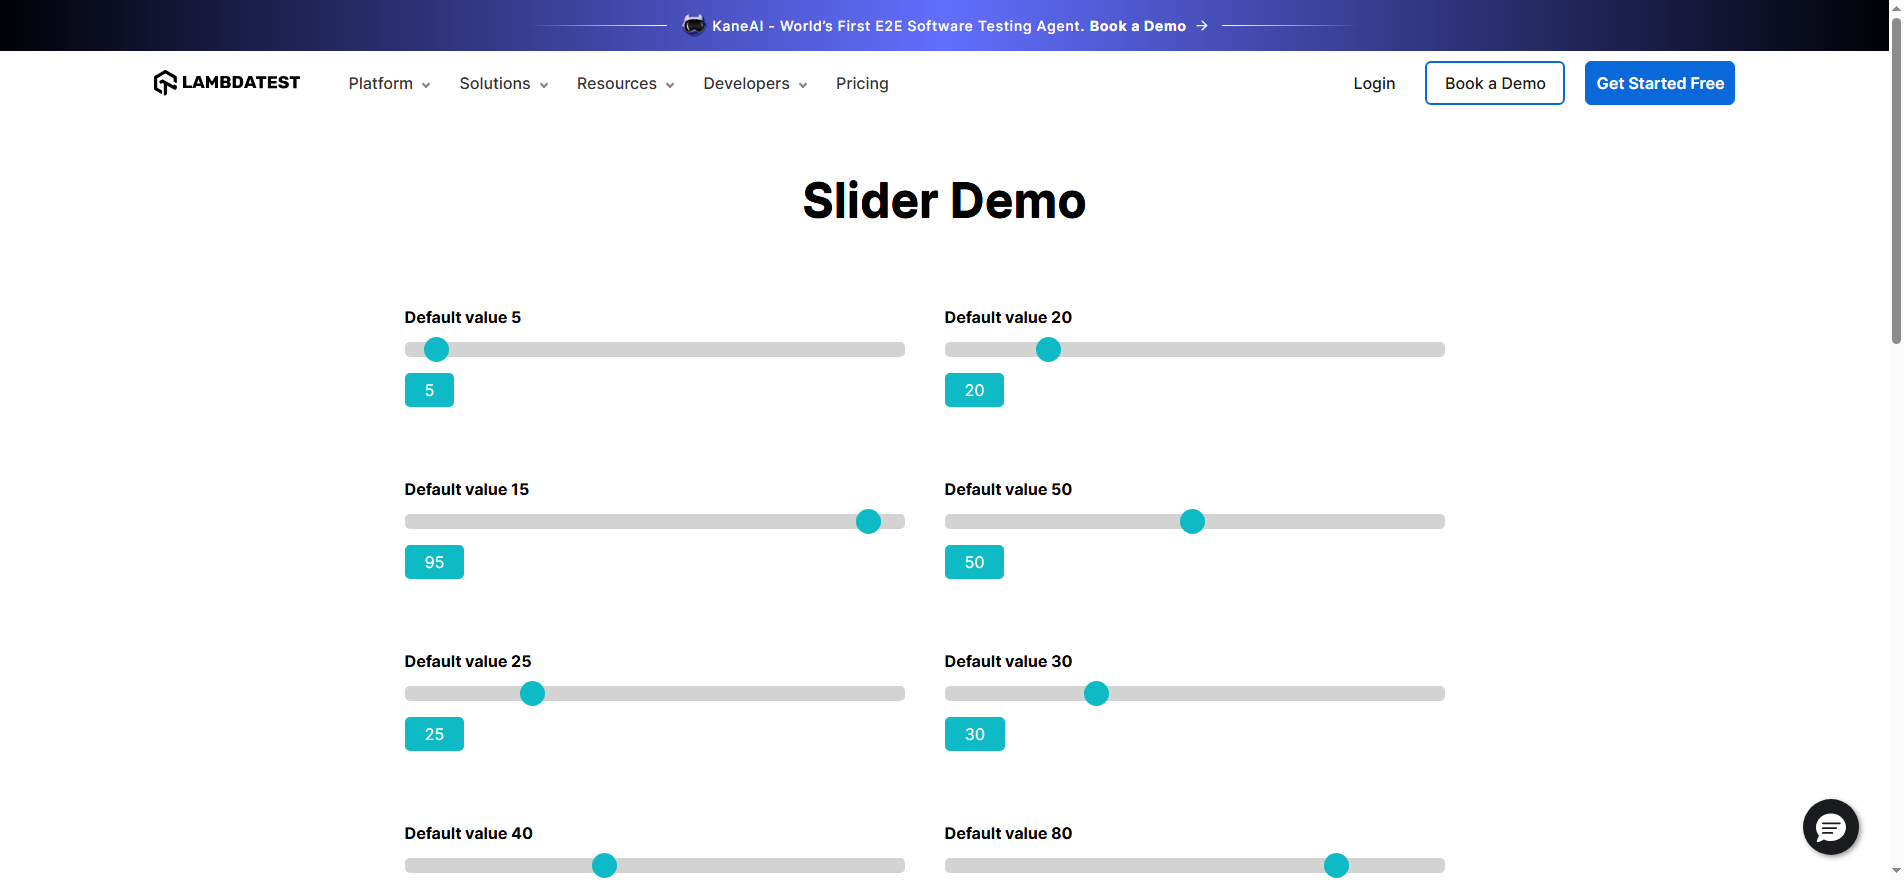 KaneAI - World's First E2E Software Testing Agent. Book a Demo →
LAMBDATEST Platform Solutions Resources Developers Pricing Login Book a Demo Get Started Free
Slider Demo
Default value 5 Default value 20
5 20
Default value 15 Default value 50
95 50
Default value 25 Default value 30
25 30
Default value 40 Default value 80